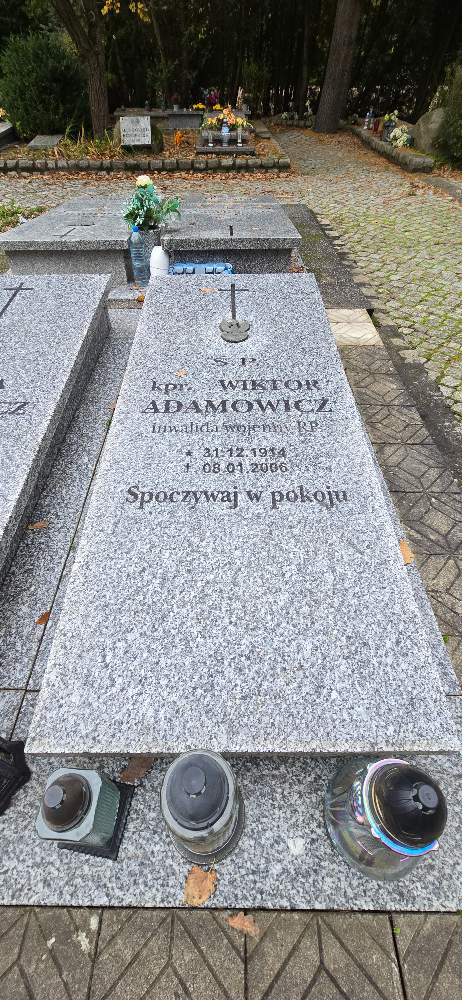 S P.
kpr. WIKTOR
ADAMOWICZ
Inwalida wojenny RP
* 31.12.1914
† 08.01.2006
Spoczywaj w pokoju